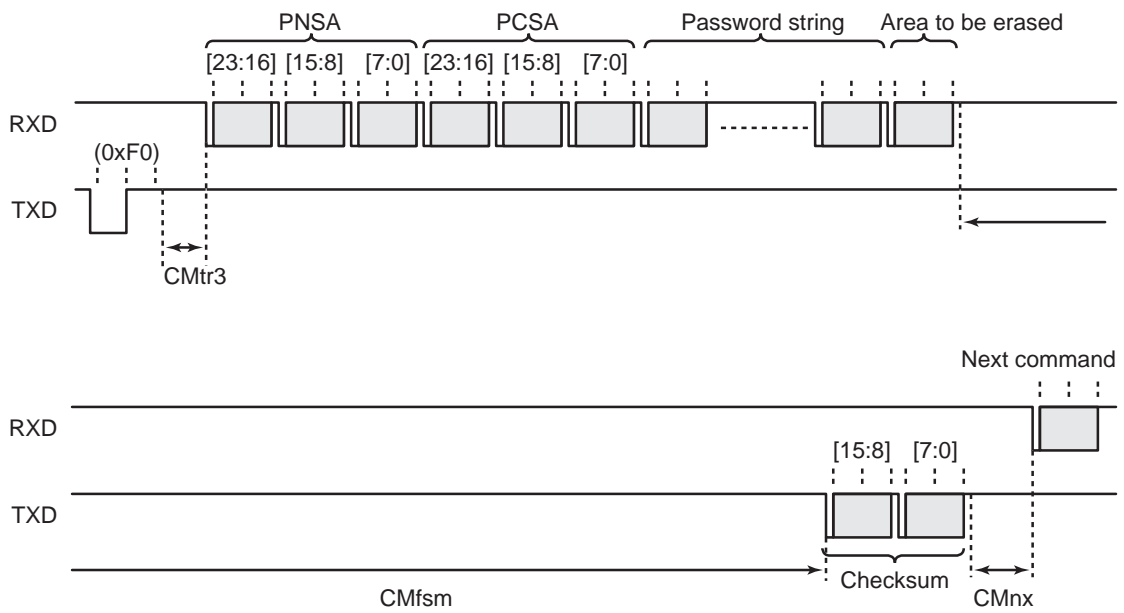 PNSA PCSA Password string Area to be erased
[23:16] [15:8] [7:0] [23:16] [15:8] [7:0]
RXD
(0xF0)
TXD
CMtr3
Next command
RXD
[15:8] [7:0]
TXD
Checksum
CMfsm CMnx